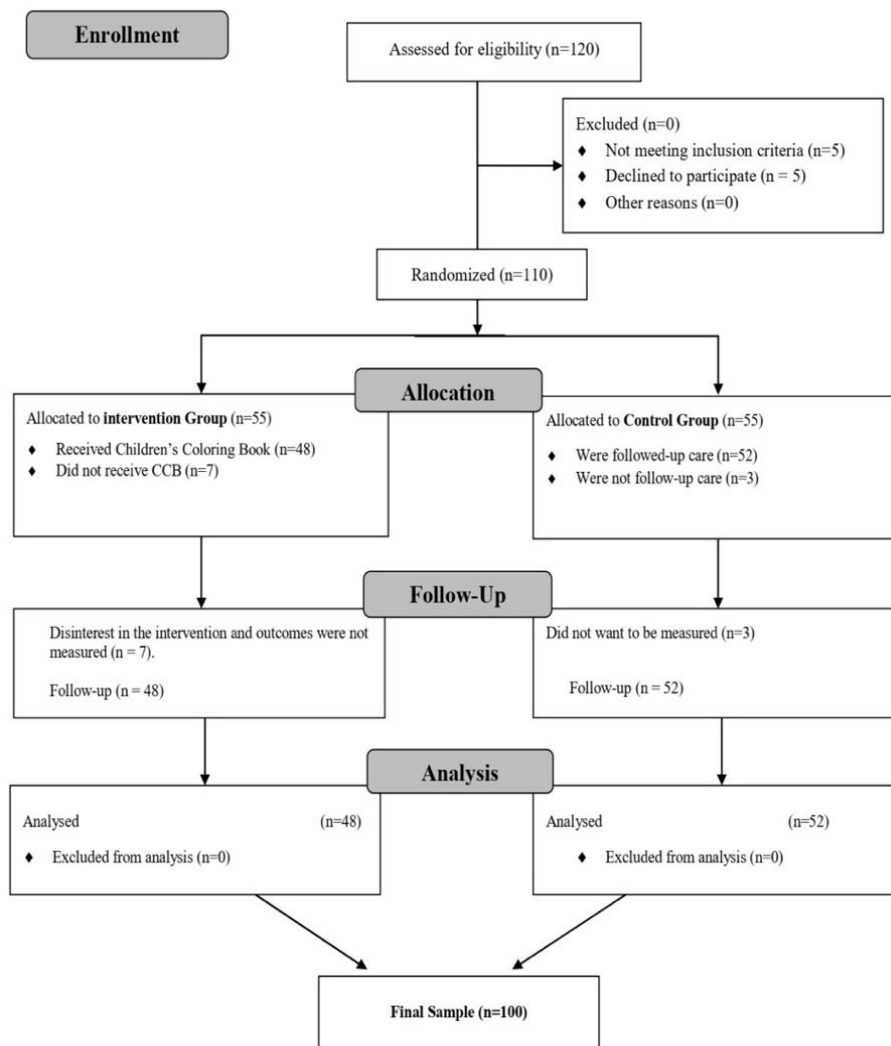 Enrollment
Assessed for eligibility (n=120)
Excluded (n=0)
♦ Not meeting inclusion criteria (n=5)
♦ Declined to participate (n = 5)
♦ Other reasons (n=0)
Randomized (n=110)
Allocation
Allocated to intervention Group (n=55)
♦ Received Children’s Coloring Book (n=48)
♦ Did not receive CCB (n=7)
Allocated to Control Group (n=55)
♦ Were followed-up care (n=52)
♦ Were not follow-up care (n=3)
Follow-Up
Disinterest in the intervention and outcomes were not
measured (n = 7).
Follow-up (n = 48)
Did not want to be measured (n=3)
Follow-up (n = 52)
Analysis
Analysed (n=48)
♦ Excluded from analysis (n=0)
Analysed (n=52)
♦ Excluded from analysis (n=0)
Final Sample (n=100)